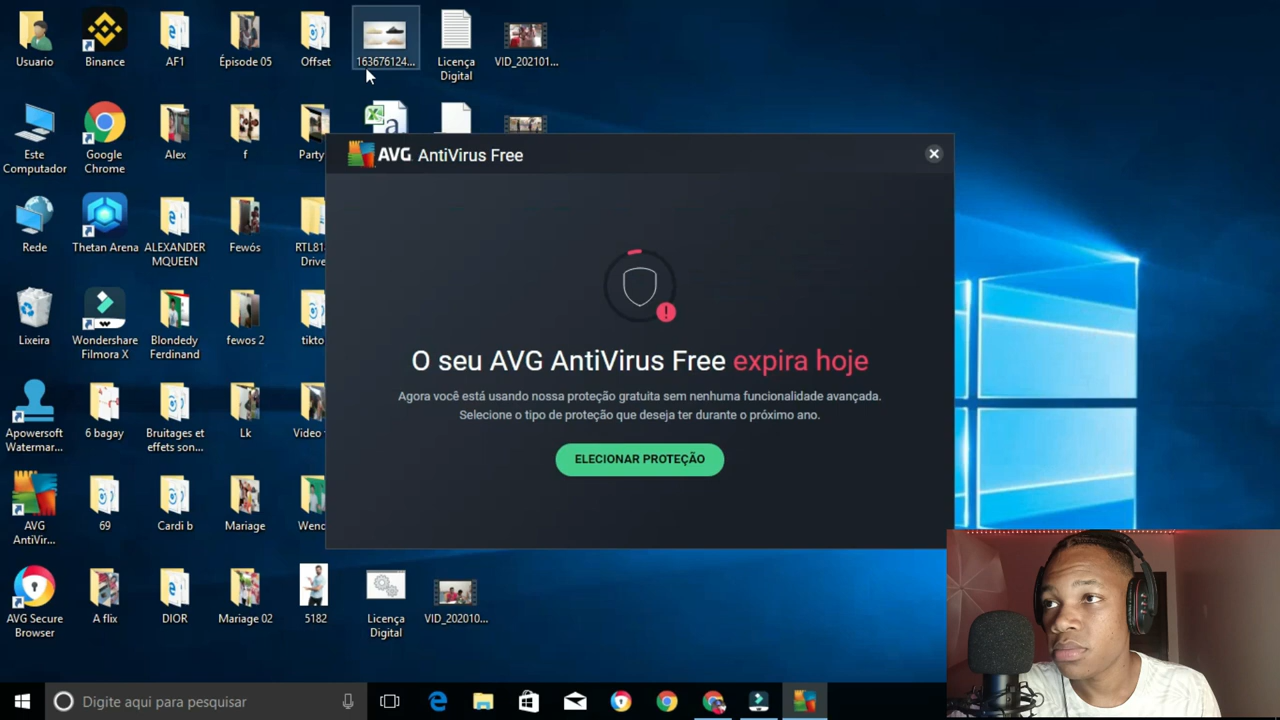 Usuario
Binance
AF1
Épisode 05
Offset
163676124...
Licença
Digital
VID_202101...
Este
Computador
Google
Chrome
Alex
f
Party
a
AVG AntiVirus Free
Rede
Thetan Arena
ALEXANDER
MQUEEN
Fewós
RTL81
Drive
Lixeira
Wondershare
Filmora X
Blondedy
Ferdinand
fewos 2
tikto
O seu AVG AntiVirus Free expira hoje
Agora você está usando nossa proteção gratuita sem nenhuma funcionalidade avançada.
Selecione o tipo de proteção que deseja ter durante o próximo ano.
ELECIONAR PROTEÇÃO
Apowersoft
Watermar...
6 bagay
Bruitages et
effets son...
Lk
Video
AVG
AntiVir...
69
Cardi b
Mariage
Wend
AVG Secure
Browser
A flix
DIOR
Mariage 02
5182
Licença
Digital
VID_202010...
Digite aqui para pesquisar